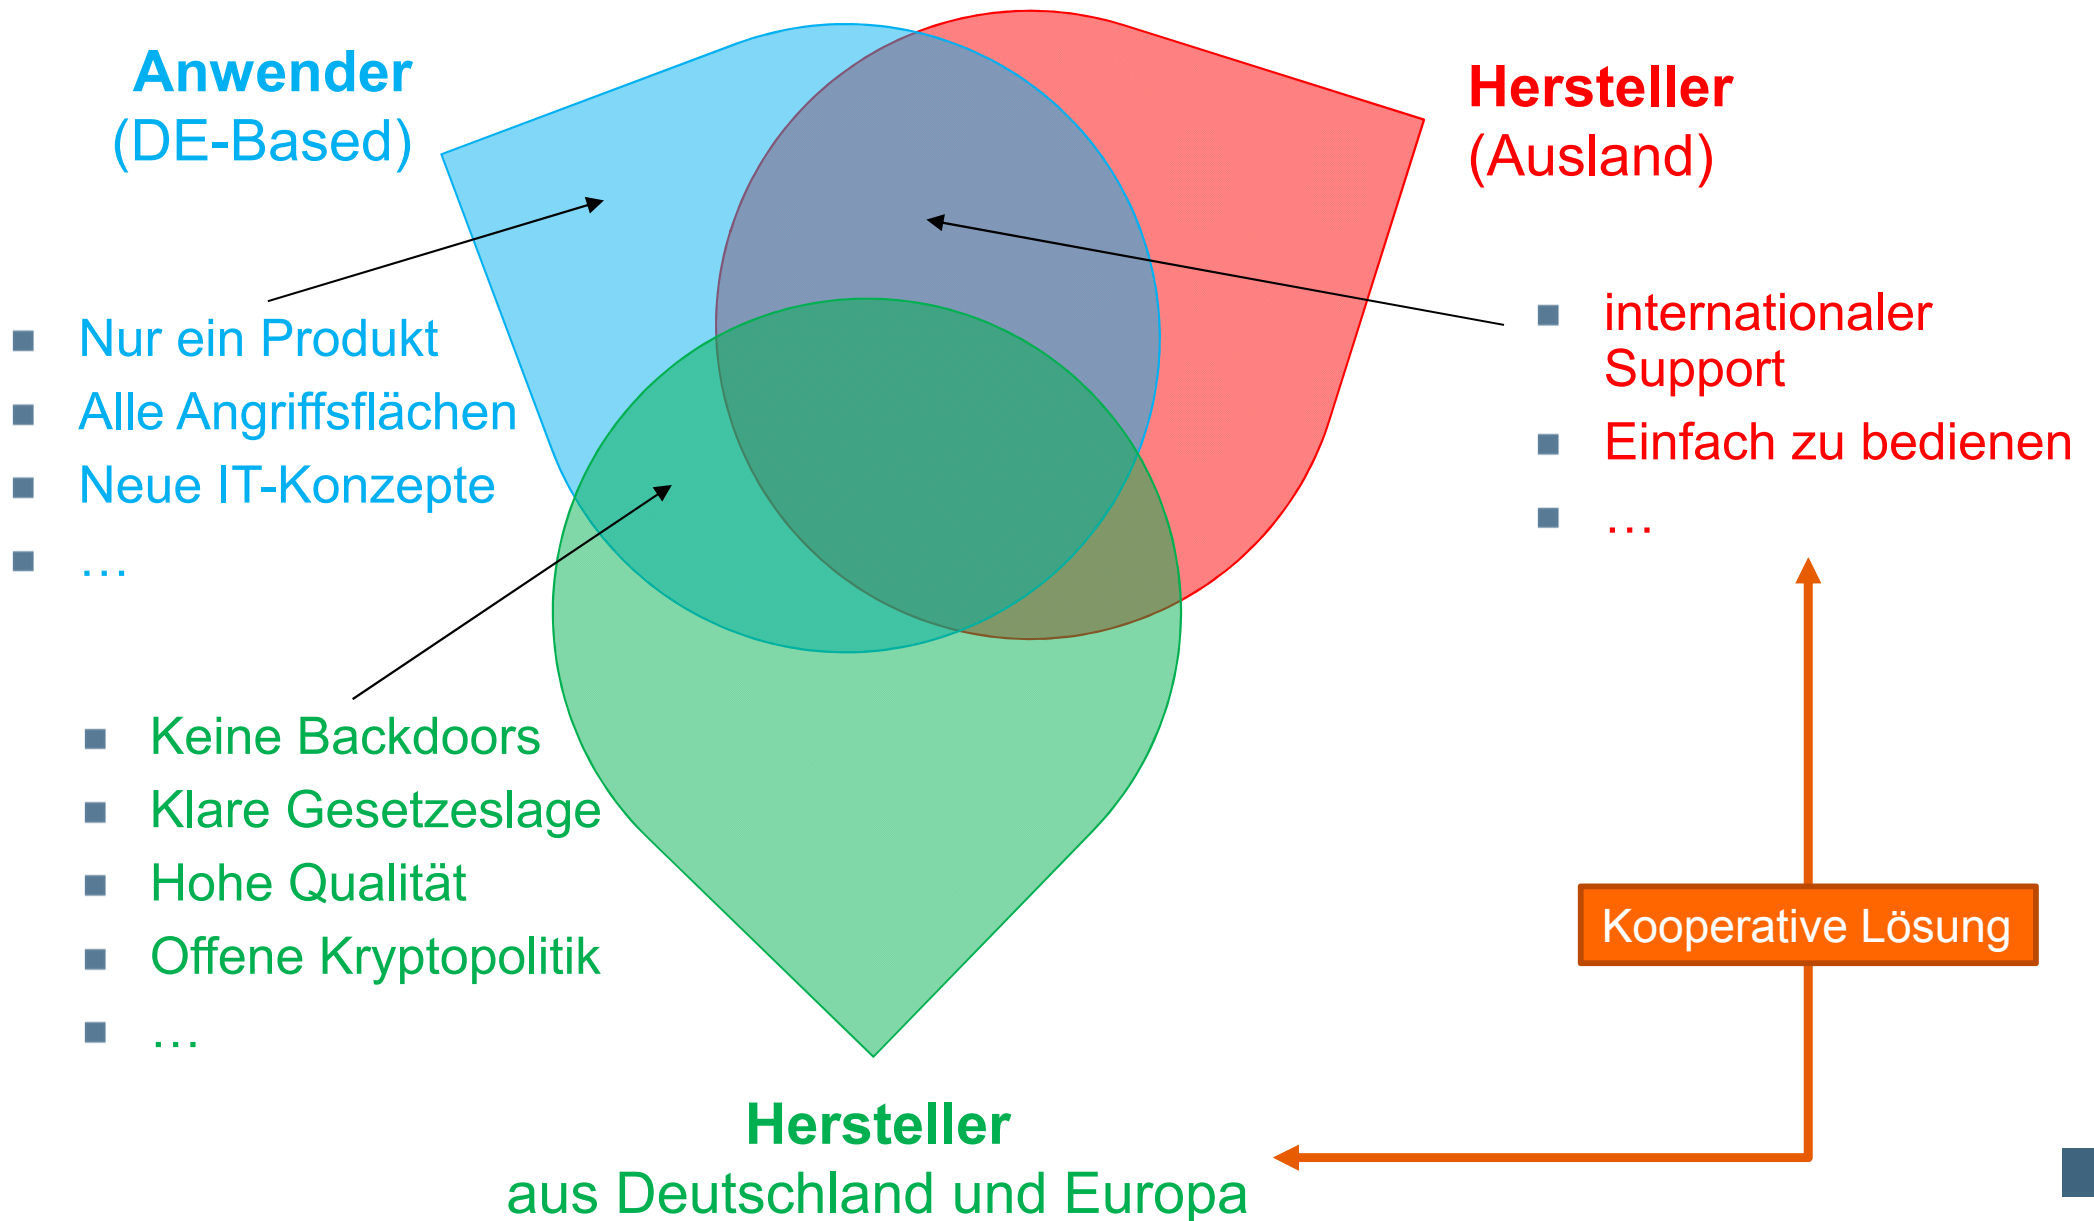 Anwender
(DE-Based)
Hersteller
(Ausland)
Nur ein Produkt
Alle Angriffsflächen
Neue IT-Konzepte
…
internationaler
Support
Einfach zu bedienen
…
Keine Backdoors
Klare Gesetzeslage
Hohe Qualität
Offene Kryptopolitik
…
Kooperative Lösung
Hersteller
aus Deutschland und Europa